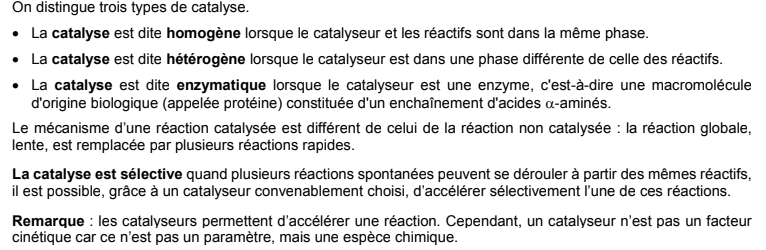 On distingue trois types de catalyse.
• La catalyse est dite homogène lorsque le catalyseur et les réactifs sont dans la même phase.
• La catalyse est dite hétérogène lorsque le catalyseur est dans une phase différente de celle des réactifs.
• La catalyse est dite enzymatique lorsque le catalyseur est une enzyme, c'est-à-dire une macromolécule
d'origine biologique (appelée protéine) constituée d'un enchaînement d'acides α-aminés.
Le mécanisme d’une réaction catalysée est différent de celui de la réaction non catalysée : la réaction globale,
lente, est remplacée par plusieurs réactions rapides.
La catalyse est sélective quand plusieurs réactions spontanées peuvent se dérouler à partir des mêmes réactifs,
il est possible, grâce à un catalyseur convenablement choisi, d’accélérer sélectivement l’une de ces réactions.
Remarque : les catalyseurs permettent d’accélérer une réaction. Cependant, un catalyseur n’est pas un facteur
cinétique car ce n’est pas un paramètre, mais une espèce chimique.